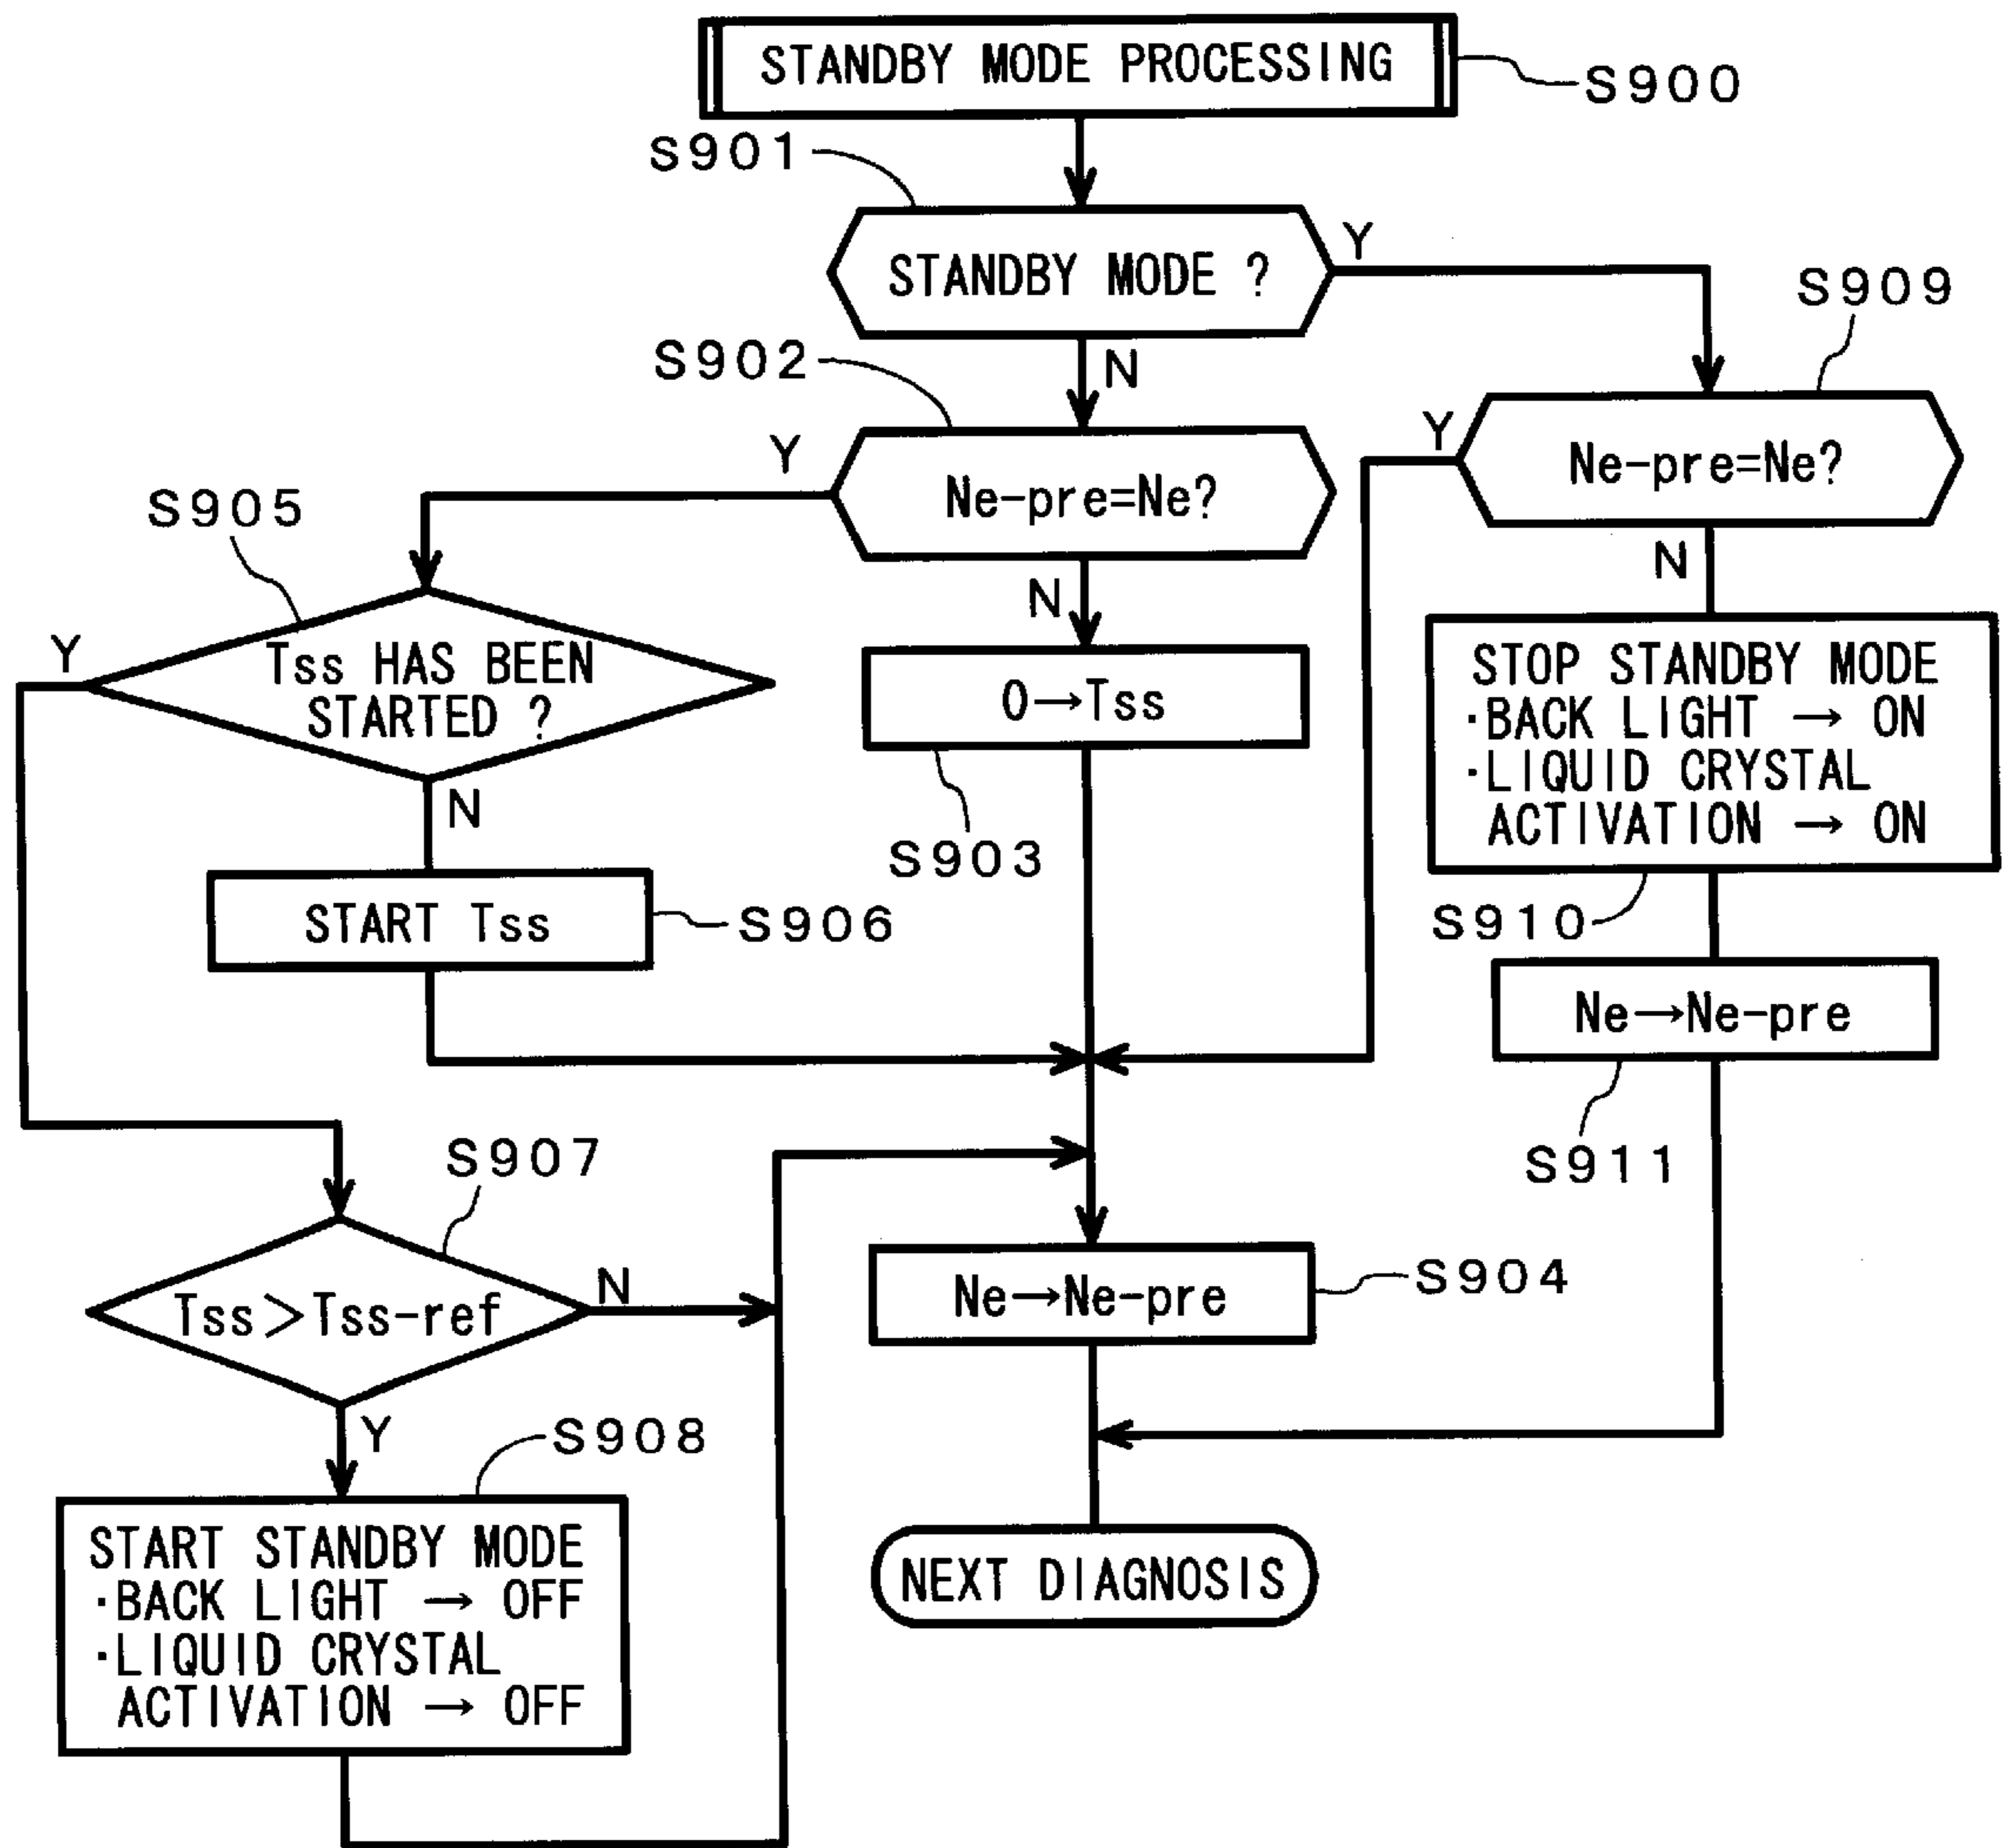 STANDBY MODE PROCESSING
S900
S901
STANDBY MODE ?
Y
S909
N
S902
Ne-pre=Ne?
Y
N
Y
Ne-pre=Ne?
N
S905
Tss HAS BEEN
STARTED ?
Y
N
0→Tss
S903
STOP STANDBY MODE
·BACK LIGHT → ON
·LIQUID CRYSTAL
ACTIVATION → ON
S910
START Tss
S906
Ne→Ne-pre
S911
S907
Tss>Tss-ref
N
Y
Ne→Ne-pre
S904
S908
START STANDBY MODE
·BACK LIGHT → OFF
·LIQUID CRYSTAL
ACTIVATION → OFF
NEXT DIAGNOSIS